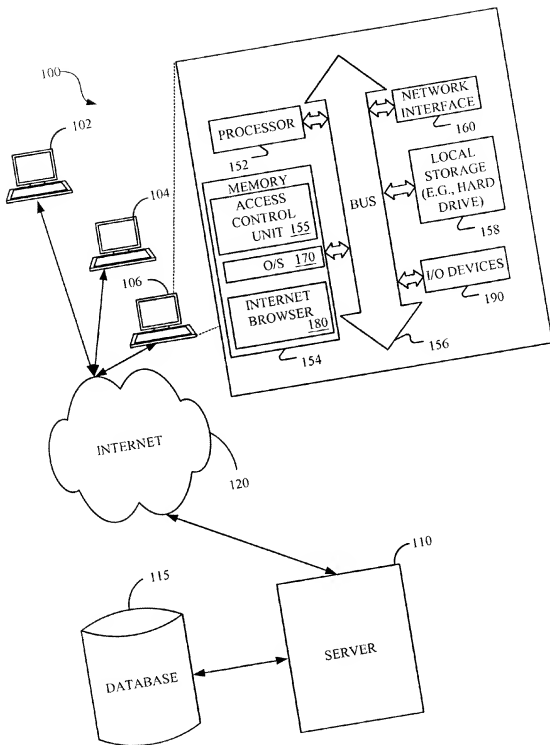 100
102
104
106
PROCESSOR
152
MEMORY
ACCESS
CONTROL
UNIT 155
O/S 170
INTERNET
BROWSER
180
154
BUS
156
NETWORK
INTERFACE
160
LOCAL
STORAGE
(E.G., HARD
DRIVE)
158
I/O DEVICES
190
INTERNET
120
110
SERVER
115
DATABASE